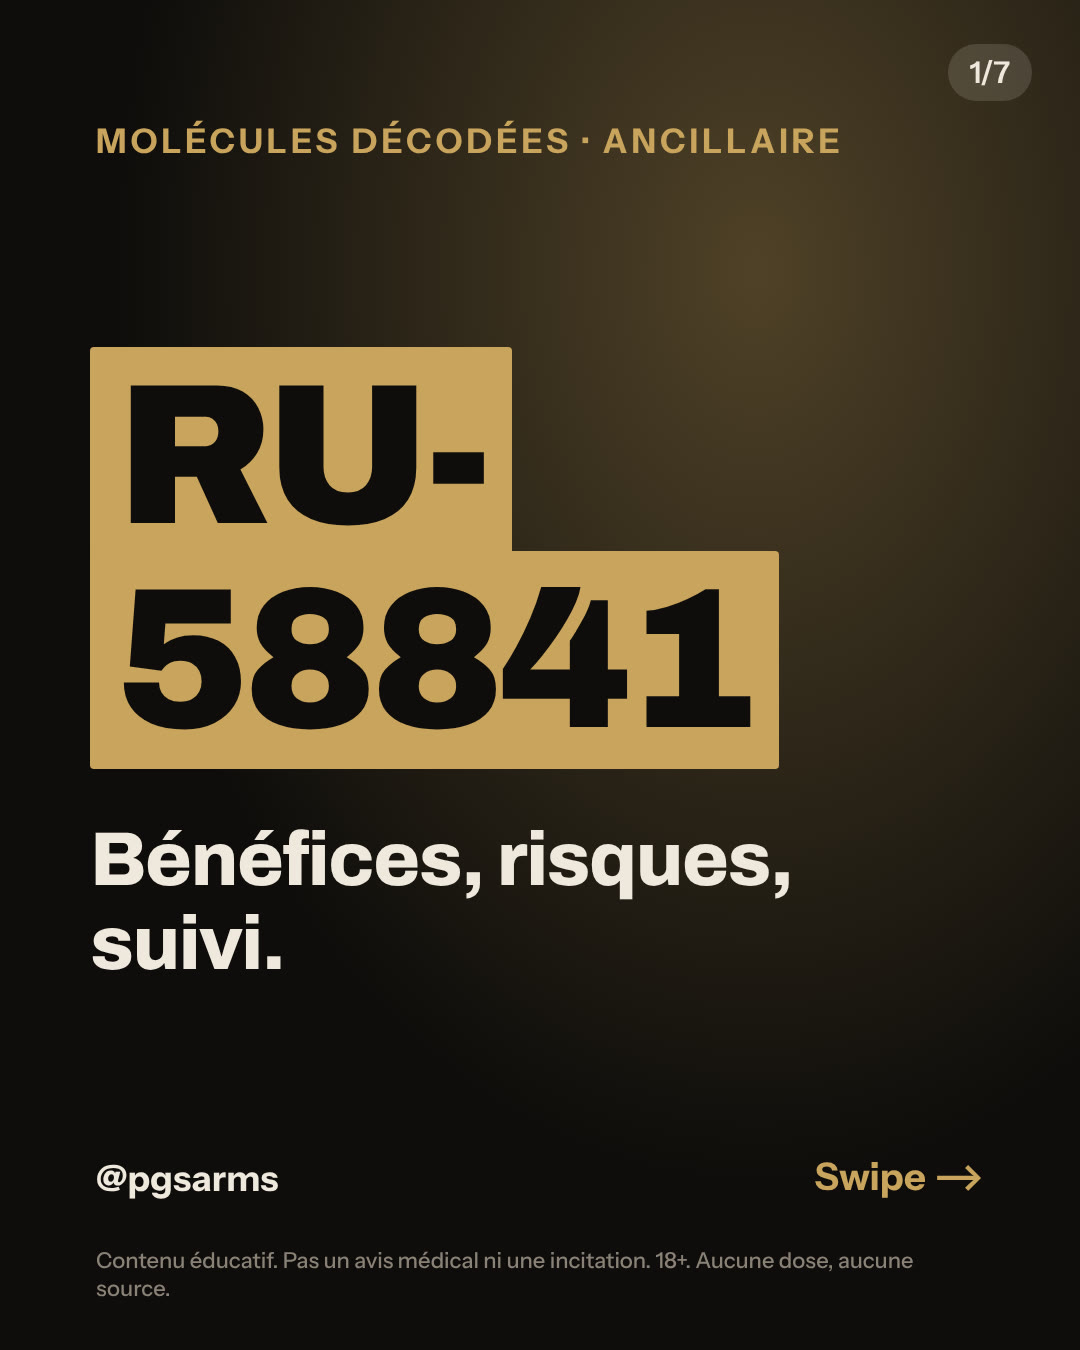 1/7
MOLÉCULES DÉCODÉES · ANCILLAIRE
RU-
58841
Bénéfices, risques,
suivi.
@pgsarms
Swipe →
Contenu éducatif. Pas un avis médical ni une incitation. 18+. Aucune dose, aucune
source.